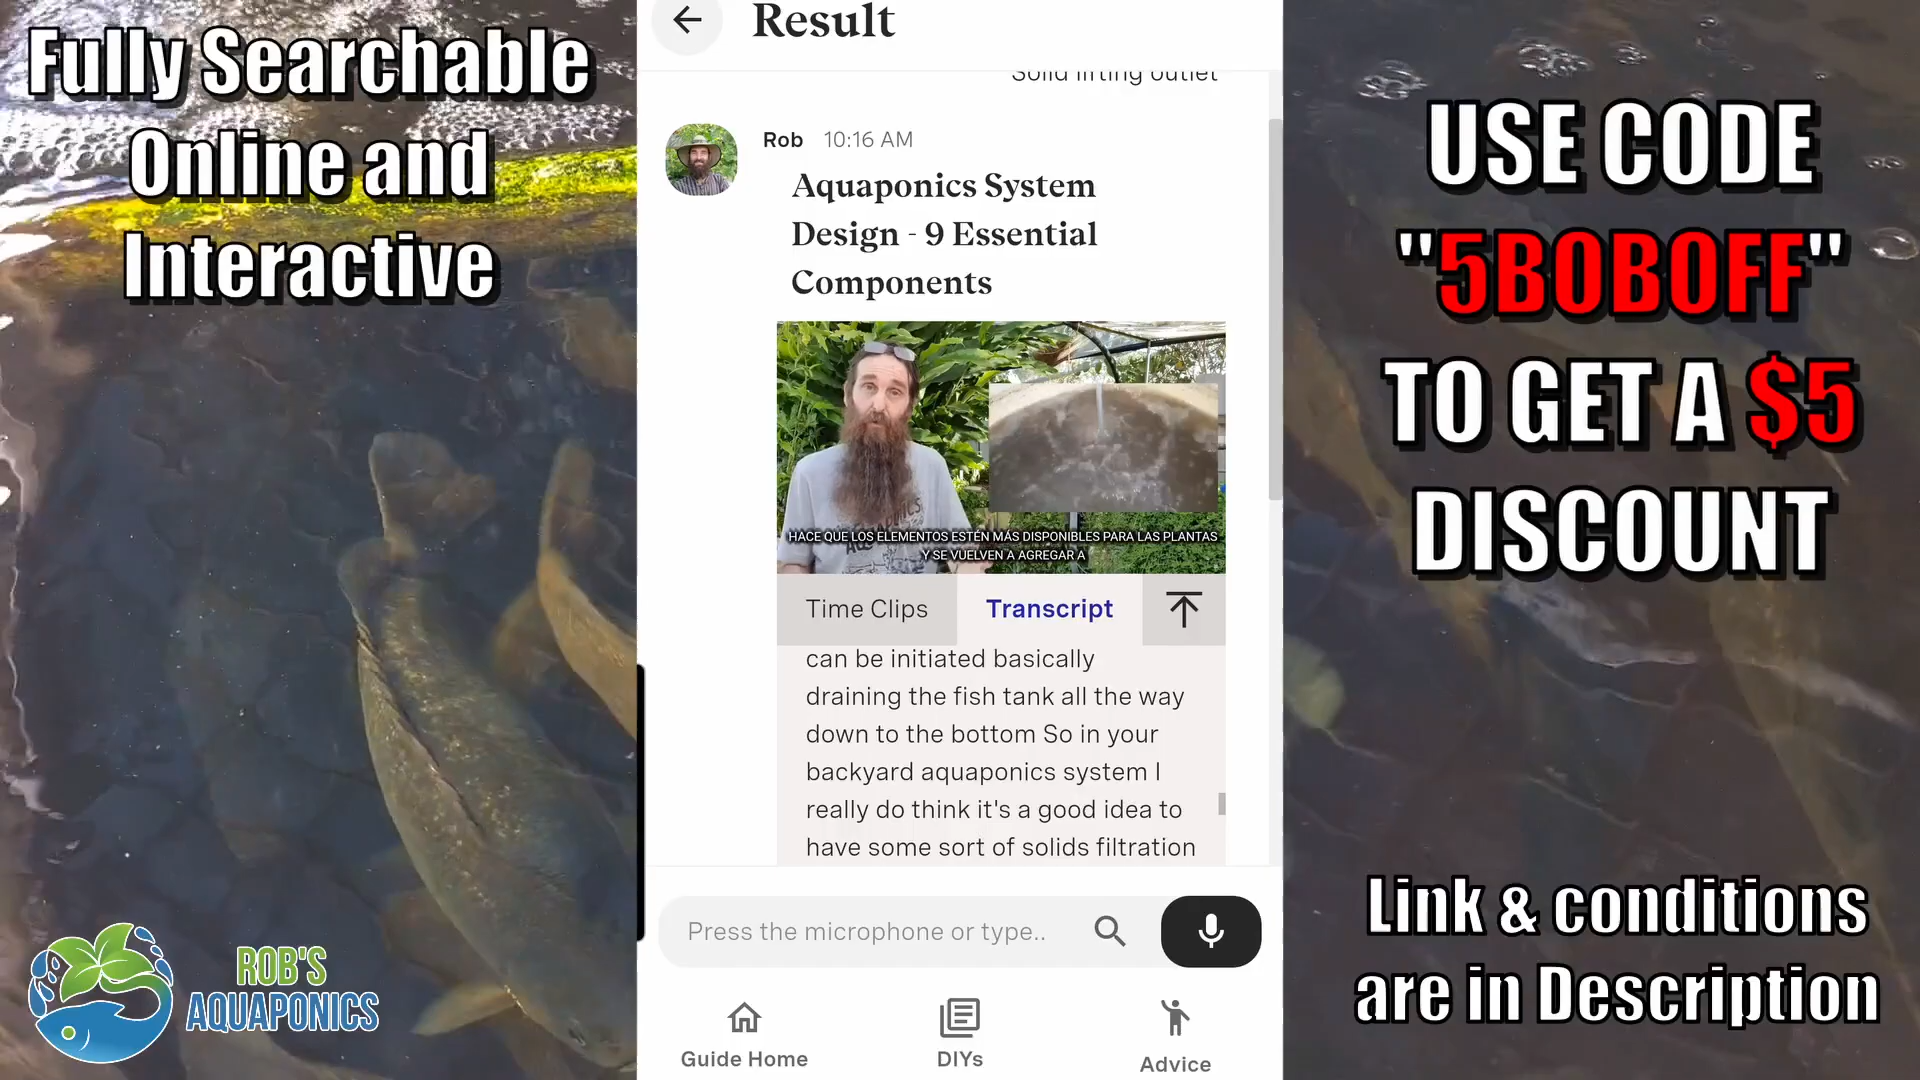 Fully Searchable
Online and
Interactive
ROB'S
AQUAPONICS
Result
Solid lifting outlet
Rob 10:16 AM
Aquaponics System
Design - 9 Essential
Components
HACE QUE LOS ELEMENTOS ESTÉN MÁS DISPONIBLES PARA LAS PLANTAS
Y SE VUELVEN A AGREGAR A
Time Clips Transcript
can be initiated basically
draining the fish tank all the way
down to the bottom So in your
backyard aquaponics system I
really do think it's a good idea to
have some sort of solids filtration
Press the microphone or type..
Guide Home DIYs Advice
USE CODE
"5BOBOFF"
TO GET A $5
DISCOUNT
Link & conditions
are in Description